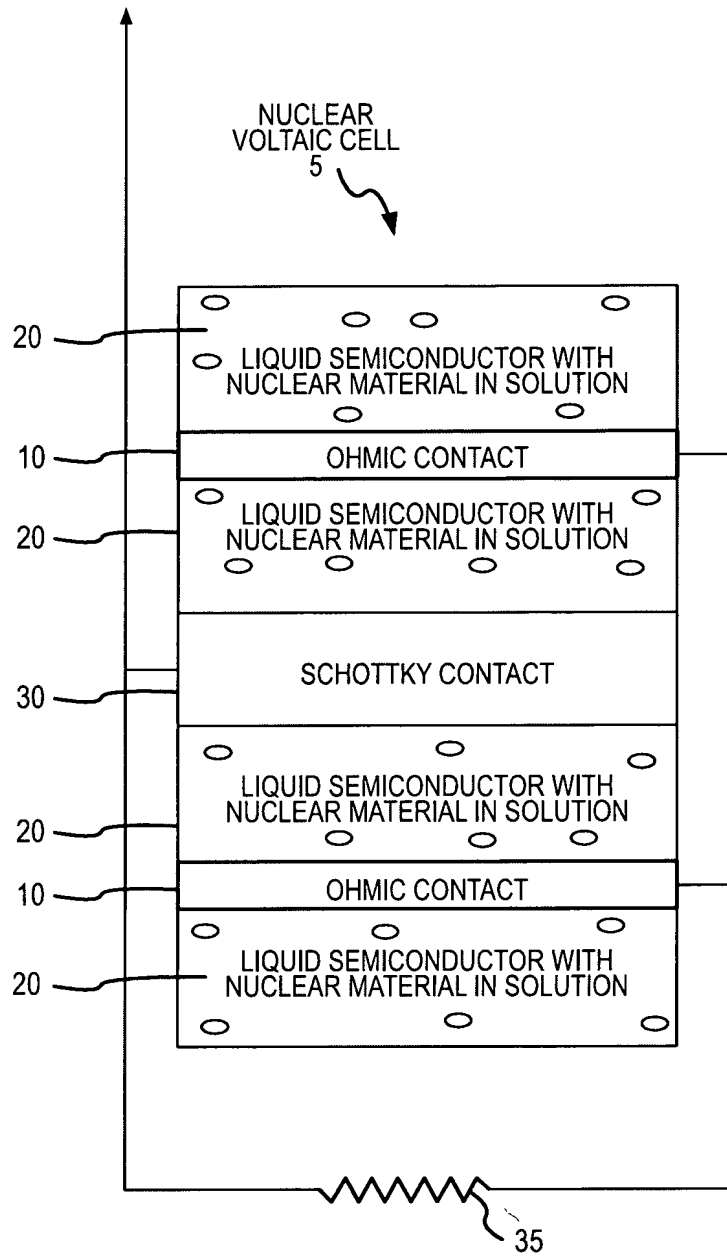 NUCLEAR
VOLTAIC CELL
5
20
LIQUID SEMICONDUCTOR WITH
NUCLEAR MATERIAL IN SOLUTION
10
OHMIC CONTACT
20
LIQUID SEMICONDUCTOR WITH
NUCLEAR MATERIAL IN SOLUTION
30
SCHOTTKY CONTACT
20
LIQUID SEMICONDUCTOR WITH
NUCLEAR MATERIAL IN SOLUTION
10
OHMIC CONTACT
20
LIQUID SEMICONDUCTOR WITH
NUCLEAR MATERIAL IN SOLUTION
35